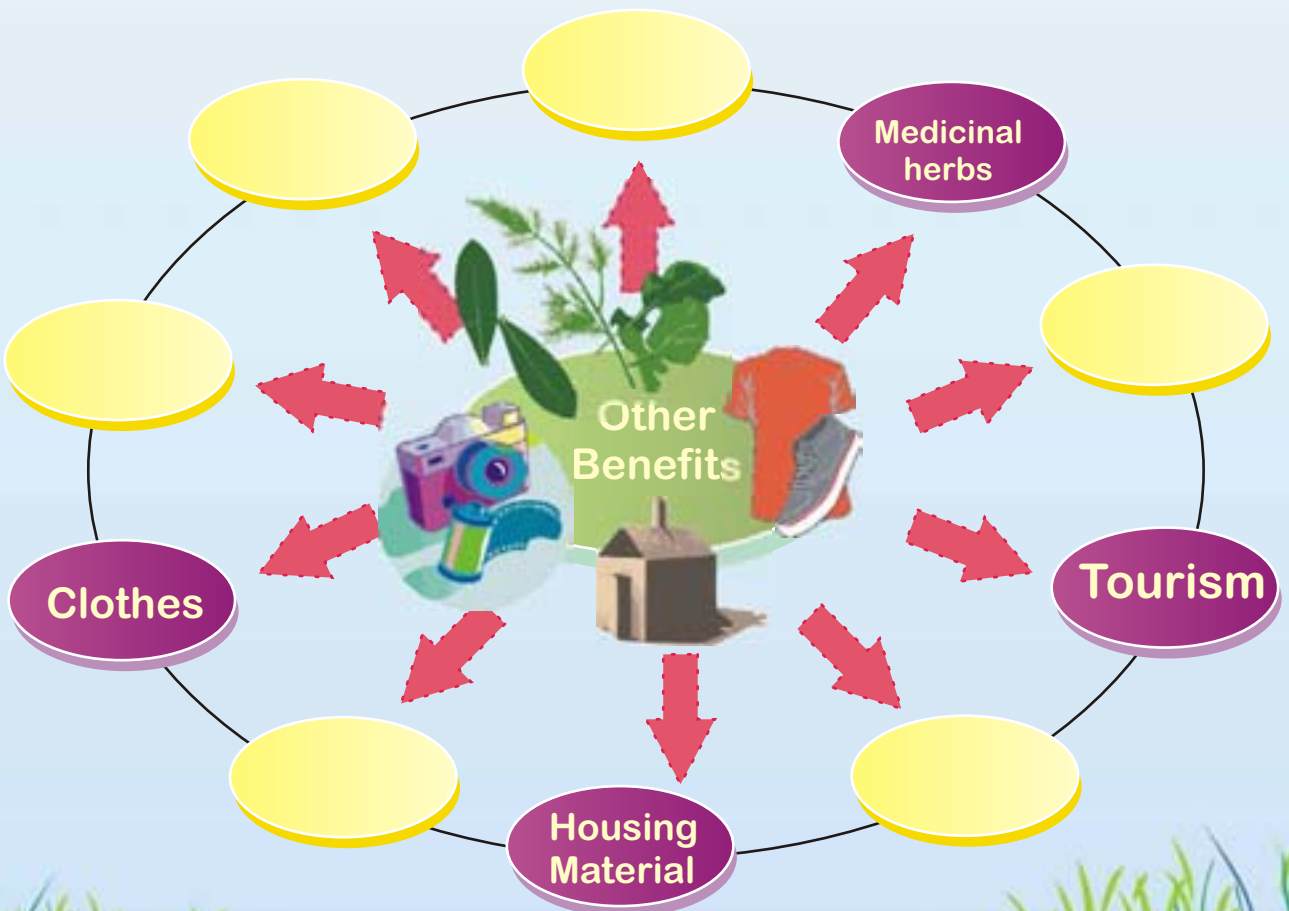 Medicinal
herbs
Other
Benefits
Clothes
Tourism
Housing
Material